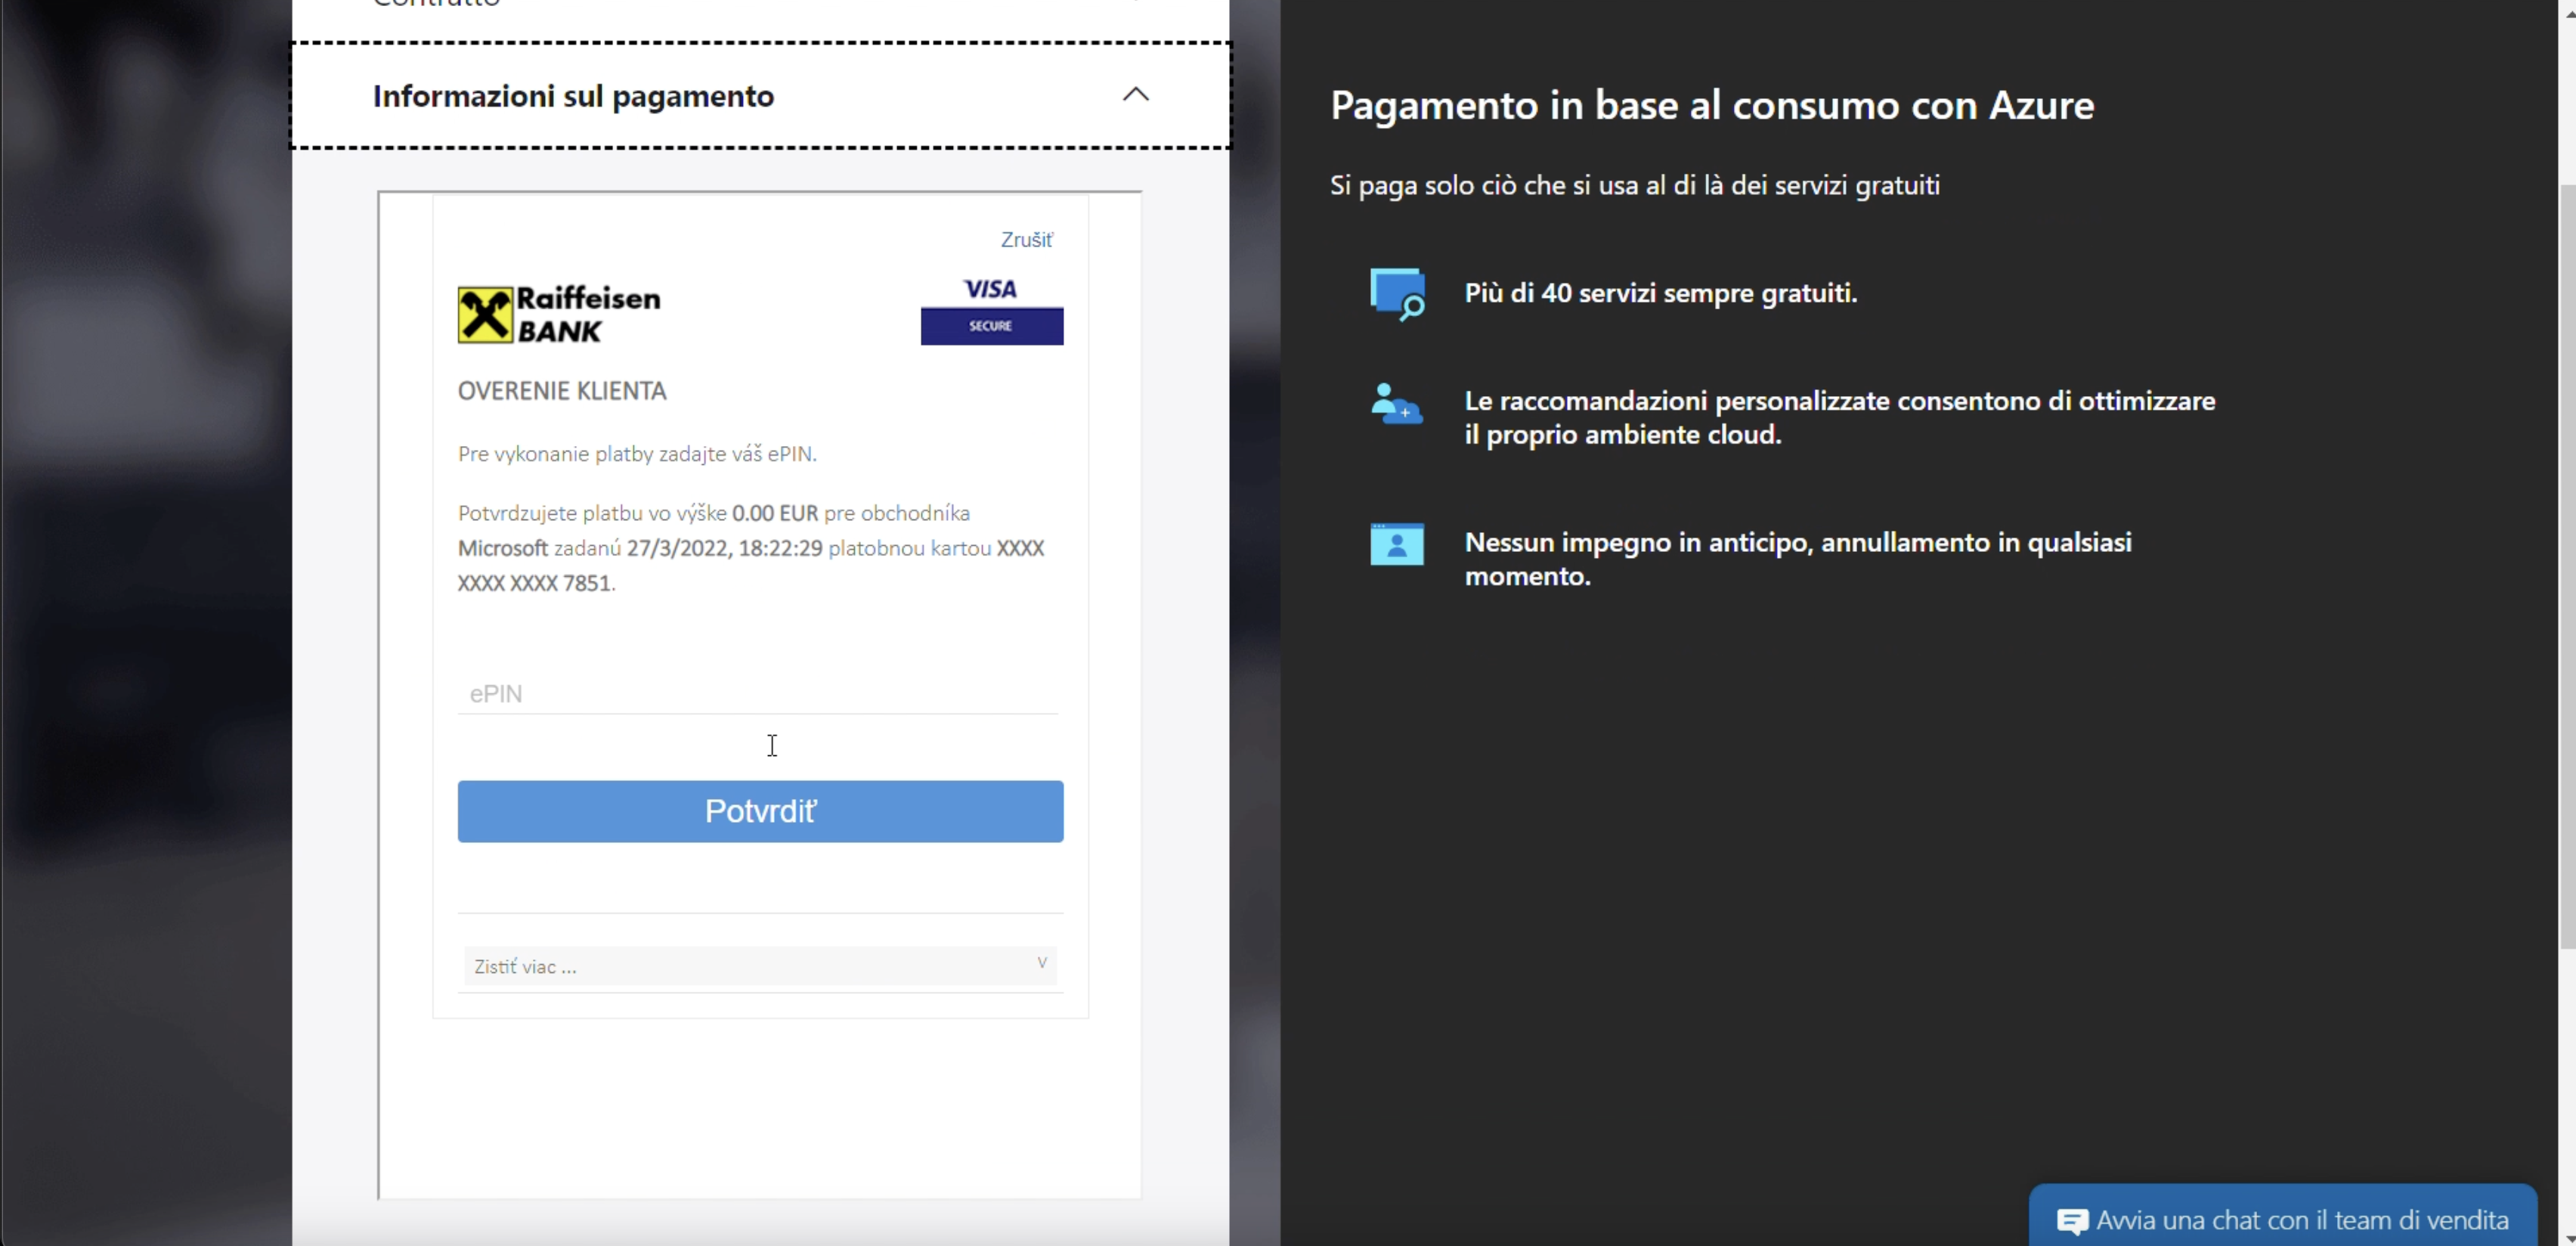 Contratto
Informazioni sul pagamento
Zrušiť
Raiffeisen
BANK
VISA
SECURE
OVERENIE KLIENTA
Pre vykonanie platby zadajte váš ePIN.
Potvrdzujete platbu vo výške 0.00 EUR pre obchodníka
Microsoft zadanú 27/3/2022, 18:22:29 platobnou kartou XXXX
XXXX XXXX 7851.
ePIN
Potvrdiť
Zistiť viac ...
Pagamento in base al consumo con Azure
Si paga solo ciò che si usa al di là dei servizi gratuiti
Più di 40 servizi sempre gratuiti.
Le raccomandazioni personalizzate consentono di ottimizzare
il proprio ambiente cloud.
Nessun impegno in anticipo, annullamento in qualsiasi
momento.
Avvia una chat con il team di vendita